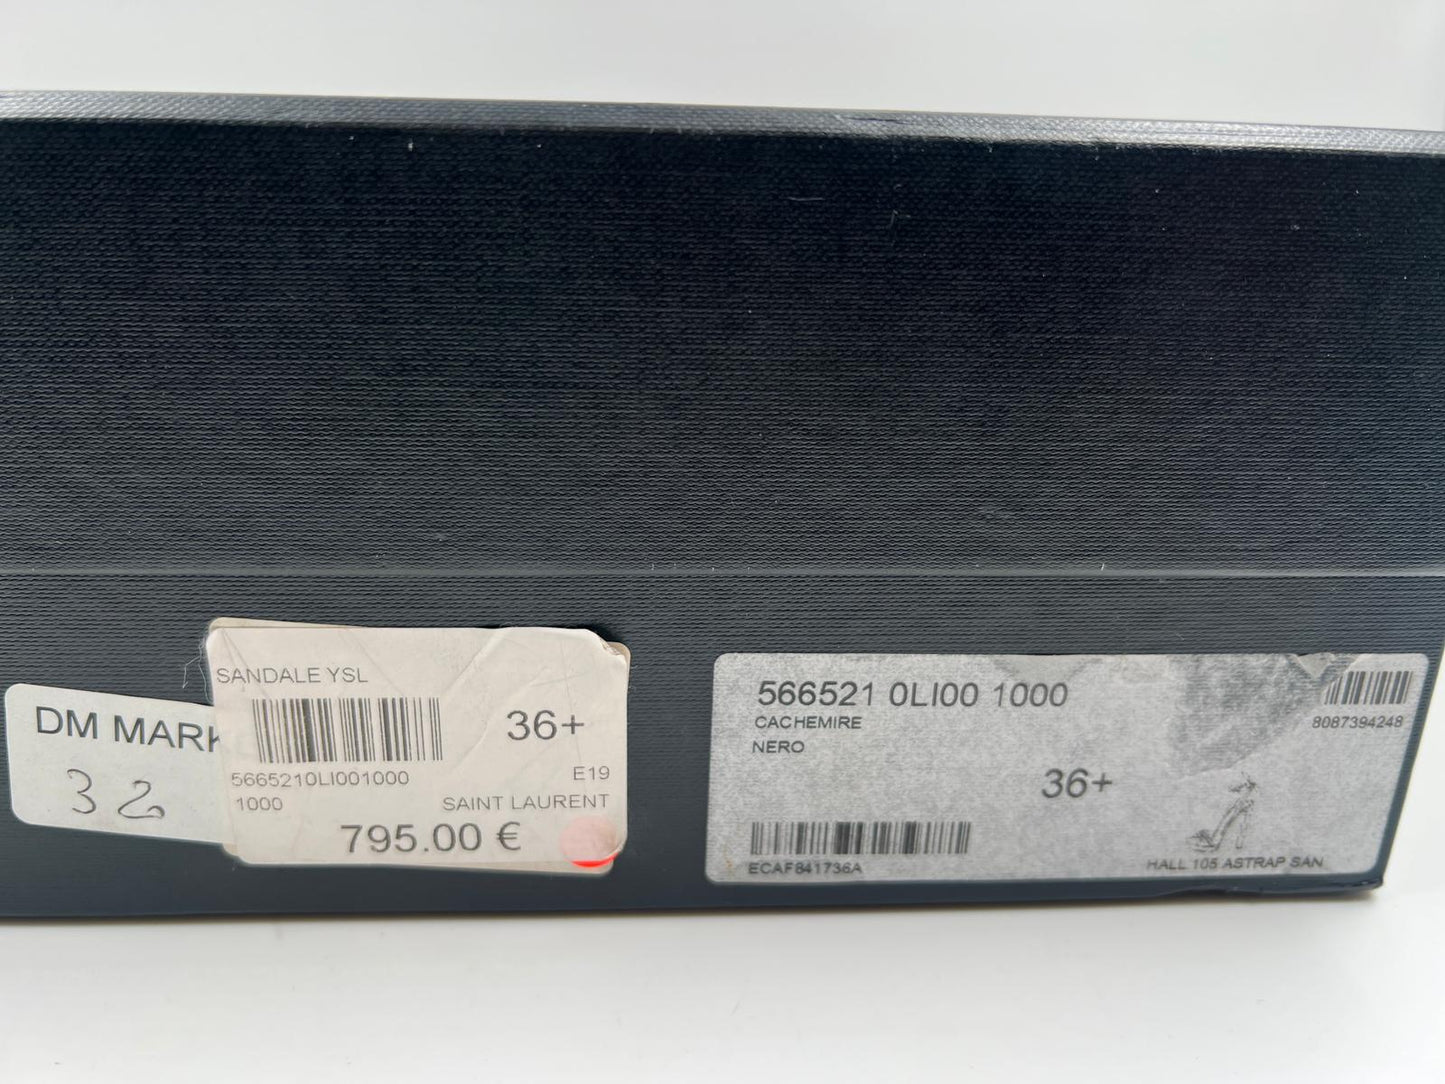 DM MARK
32
SANDALE YSL
36+
5665210LI001000
E19
1000
SAINT LAURENT
795.00 €
566521 0LI00 1000
CACHEMIRE
NERO
8087394248
36+
ECAF841736A
HALL 105 ASTRAP SAN